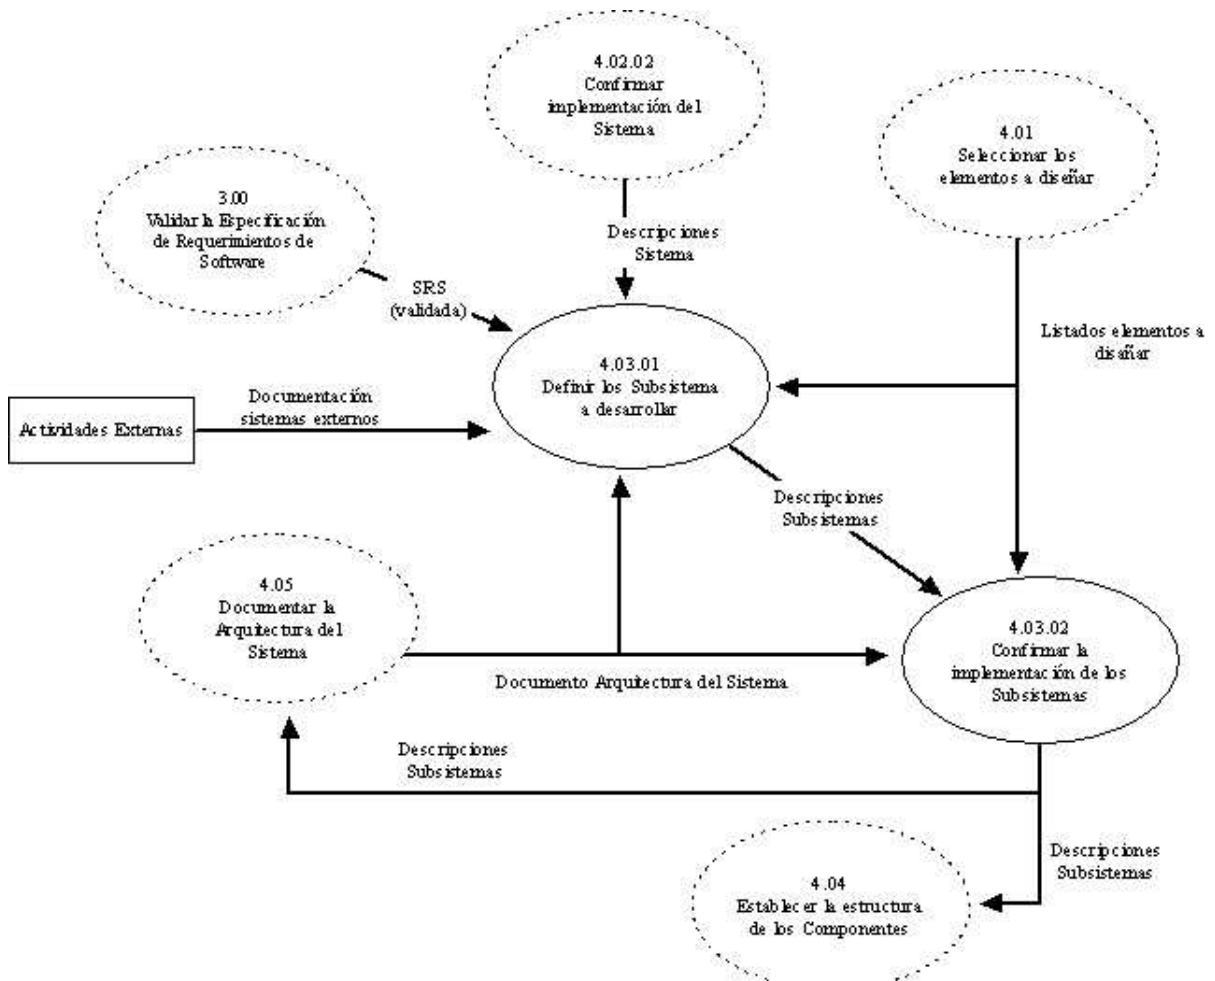 4.02.02
Confirmar
implementación del
Sistema
4.01
Seleccionar los
elementos a diseñar
3.00
Validar la Especificación
de Requerimientos de
Software
Descripciones
Sistema
SRS
(validada)
Listados elementos a
disañar
4.03.01
Definir los Subsistema
a desarrollar
Documentación
sistemas externos
Actividades Externas
Descripciones
Subsistemas
4.05
Documentar la
Arquitectura del
Sistema
4.03.02
Confirmar la
implementación de los
Subsistemas
Documento Arquitectura del Sistema
Descripciones
Subsistemas
Descripciones
Subsistemas
4.04
Establecer la estructura
de los Componentes